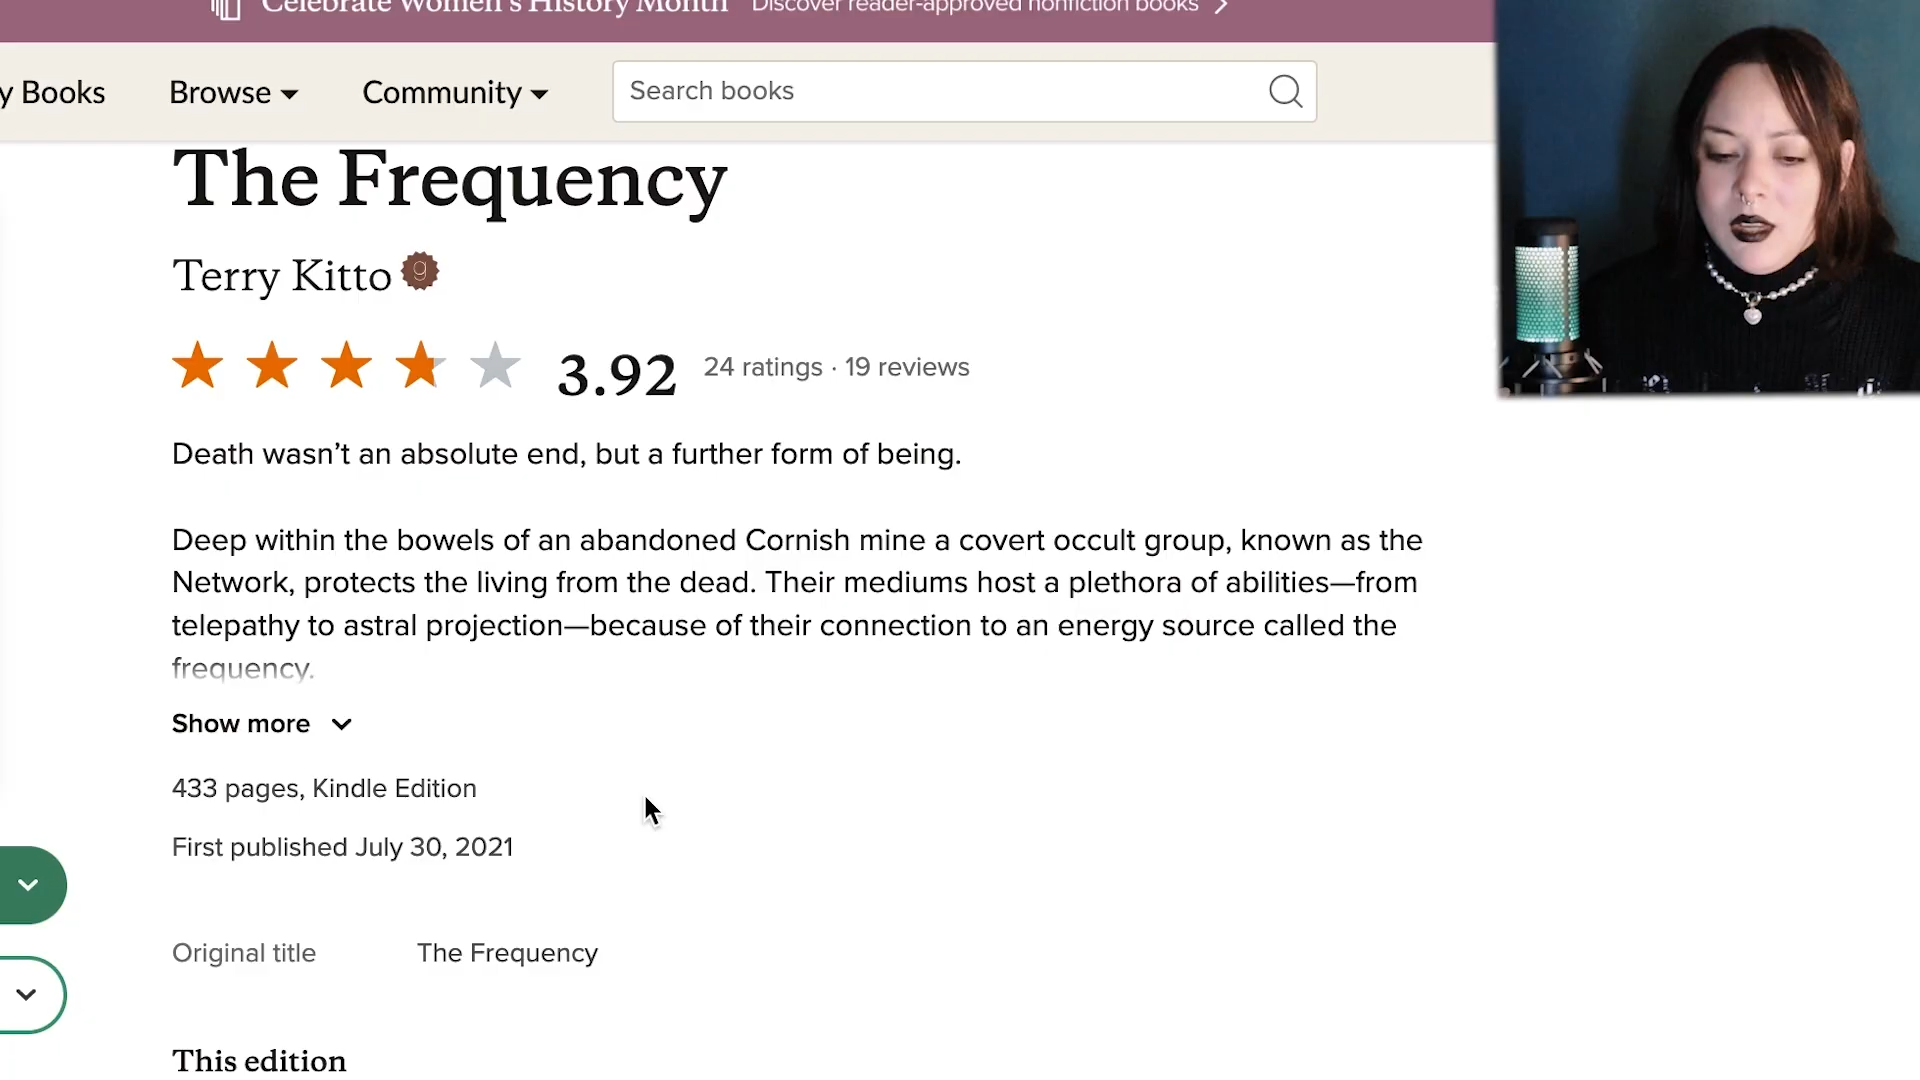 Celebrate Women's History Month Discover reader-approved nonfiction books
y Books Browse Community Search books
The Frequency
Terry Kitto g
3.92 24 ratings · 19 reviews
Death wasn't an absolute end, but a further form of being.
Deep within the bowels of an abandoned Cornish mine a covert occult group, known as the
Network, protects the living from the dead. Their mediums host a plethora of abilities—from
telepathy to astral projection—because of their connection to an energy source called the
frequency.
Show more
433 pages, Kindle Edition
First published July 30, 2021
Original title The Frequency
This edition